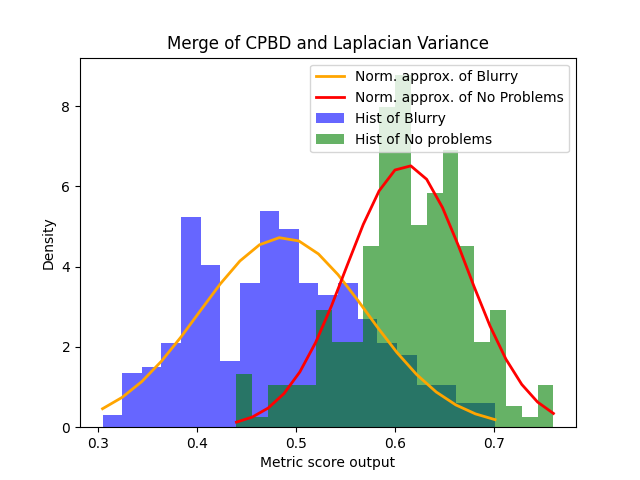 Merge of CPBD and Laplacian Variance
Norm. approx. of Blurry
Norm. approx. of No Problems
Hist of Blurry
Hist of No problems
Density
8
6
4
2
0
0.3 0.4 0.5 0.6 0.7
Metric score output